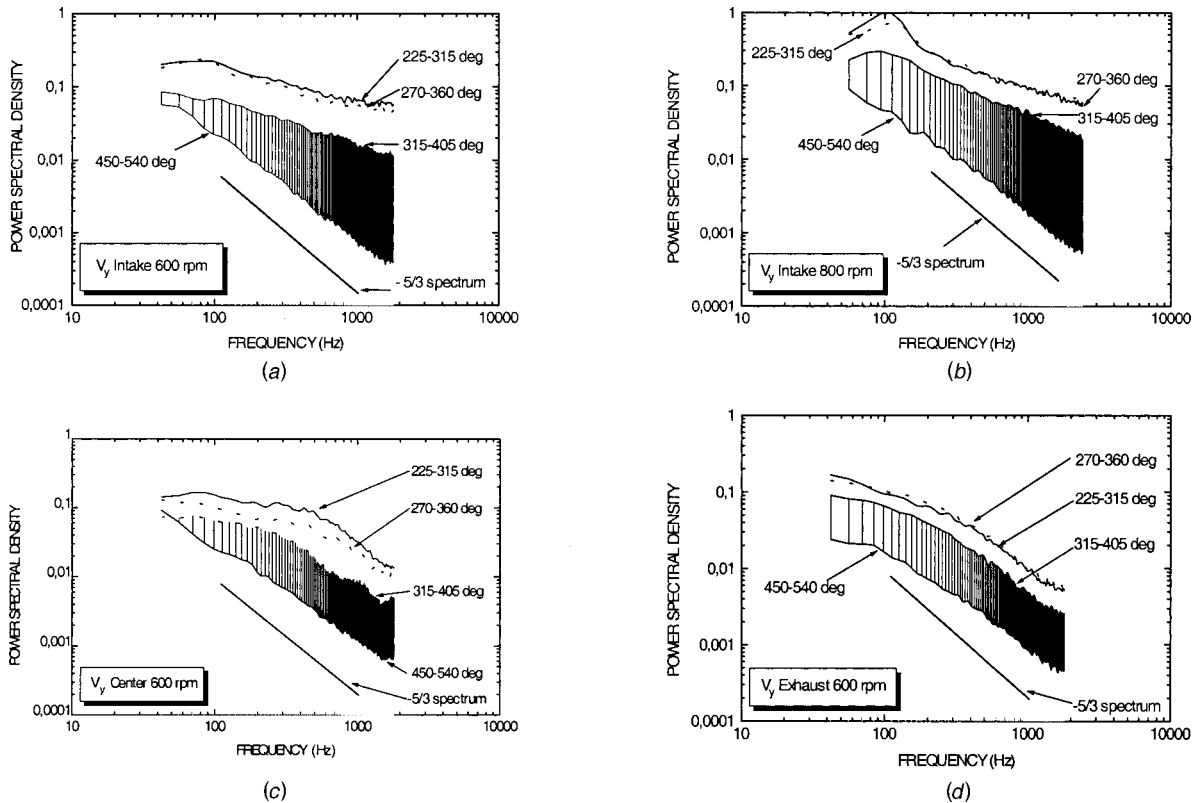 POWER SPECTRAL DENSITY
1
0,1
0,01
0,001
0,0001
225-315 deg
270-360 deg
315-405 deg
450-540 deg
V_y Intake 600 rpm
- 5/3 spectrum
10 100 1000 10000
FREQUENCY (Hz)
(a)
POWER SPECTRAL DENSITY
1
0,1
0,01
0,001
0,0001
225-315 deg
270-360 deg
315-405 deg
450-540 deg
V_y Intake 800 rpm
-5/3 spectrum
10 100 1000 10000
FREQUENCY (Hz)
(b)
POWER SPECTRAL DENSITY
1
0,1
0,01
0,001
0,0001
225-315 deg
270-360 deg
315-405 deg
450-540 deg
V_y Center 600 rpm
-5/3 spectrum
10 100 1000 10000
FREQUENCY (Hz)
(c)
POWER SPECTRAL DENSITY
1
0,1
0,01
0,001
0,0001
270-360 deg
225-315 deg
315-405 deg
450-540 deg
V_y Exhaust 600 rpm
-5/3 spectrum
10 100 1000 10000
FREQUENCY (Hz)
(d)